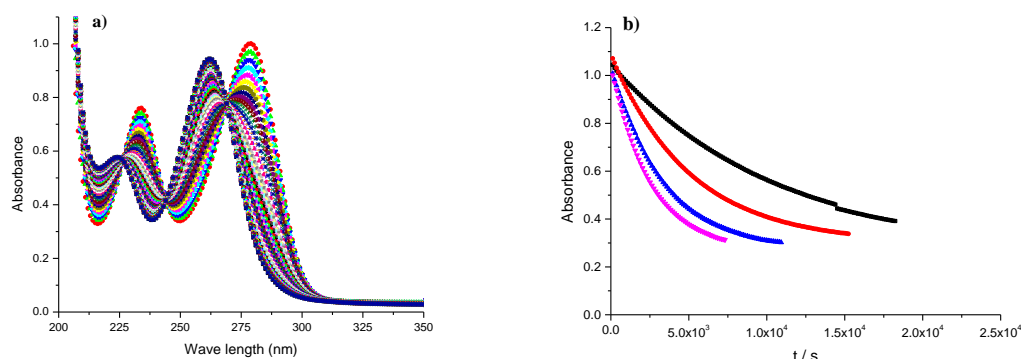 a)
1.0
0.8
0.6
0.4
0.2
0.0
Absorbance
200 225 250 275 300 325 350
Wave length (nm)
b)
1.2
1.0
0.8
0.6
0.4
0.2
0.0
Absorbance
0.0 5.0x10³ 1.0x10⁴ 1.5x10⁴ 2.0x10⁴ 2.5x10⁴
t / s